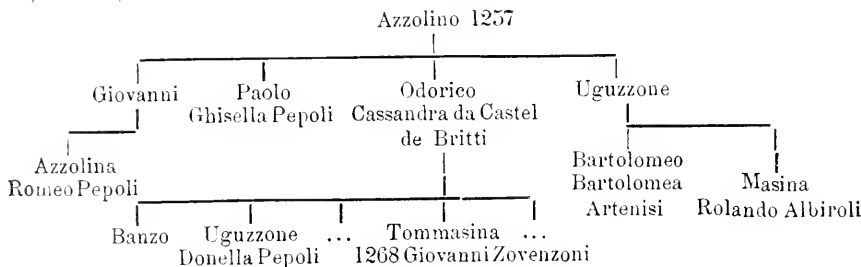 Azzolino 1257
Giovanni Paolo Odorico Uguzzone
Ghisella Pepoli Cassandra da Castel
de Britti
Azzolina Bartolomeo
Romeo Pepoli Bartolomea Masina
Artenisi Rolando Albiroli
Banzo Uguzzone ... Tommasina ...
Donella Pepoli 1268 Giovanni Zovenzoni